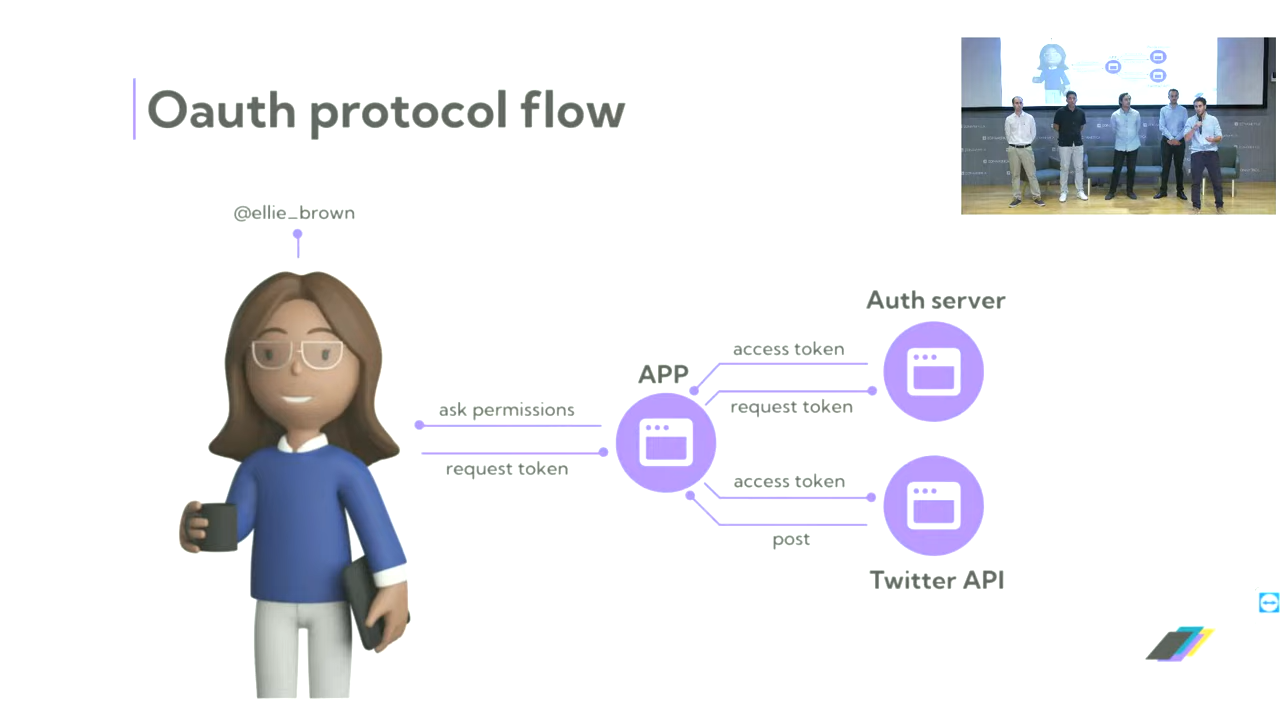 Oauth protocol flow
@ellie_brown
Auth server
access token
APP
request token
ask permissions
request token
access token
post
Twitter API